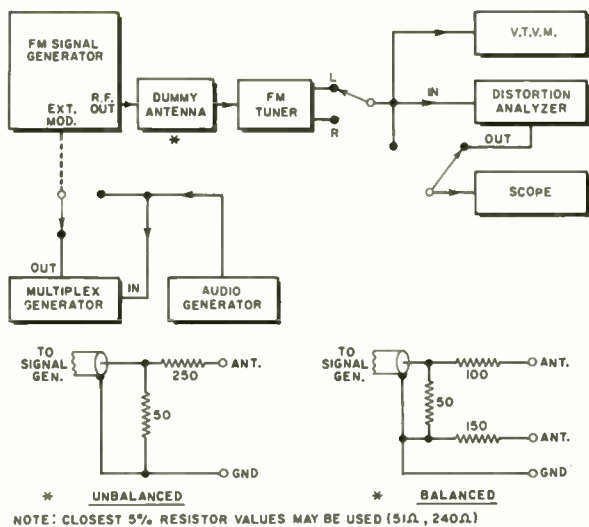 FM SIGNAL
GENERATOR
R.F.
OUT
EXT.
MOD.
DUMMY
ANTENNA
*
FM
TUNER
L
R
V.T.V.M.
IN
DISTORTION
ANALYZER
OUT
SCOPE
OUT
MULTIPLEX
GENERATOR
IN
AUDIO
GENERATOR
TO
SIGNAL
GEN.
250
ANT.
50
GND
* UNBALANCED
TO
SIGNAL
GEN.
100
ANT.
50
150
ANT.
GND
* BALANCED
NOTE: CLOSEST 5% RESISTOR VALUES MAY BE USED (51Ω, 240Ω)